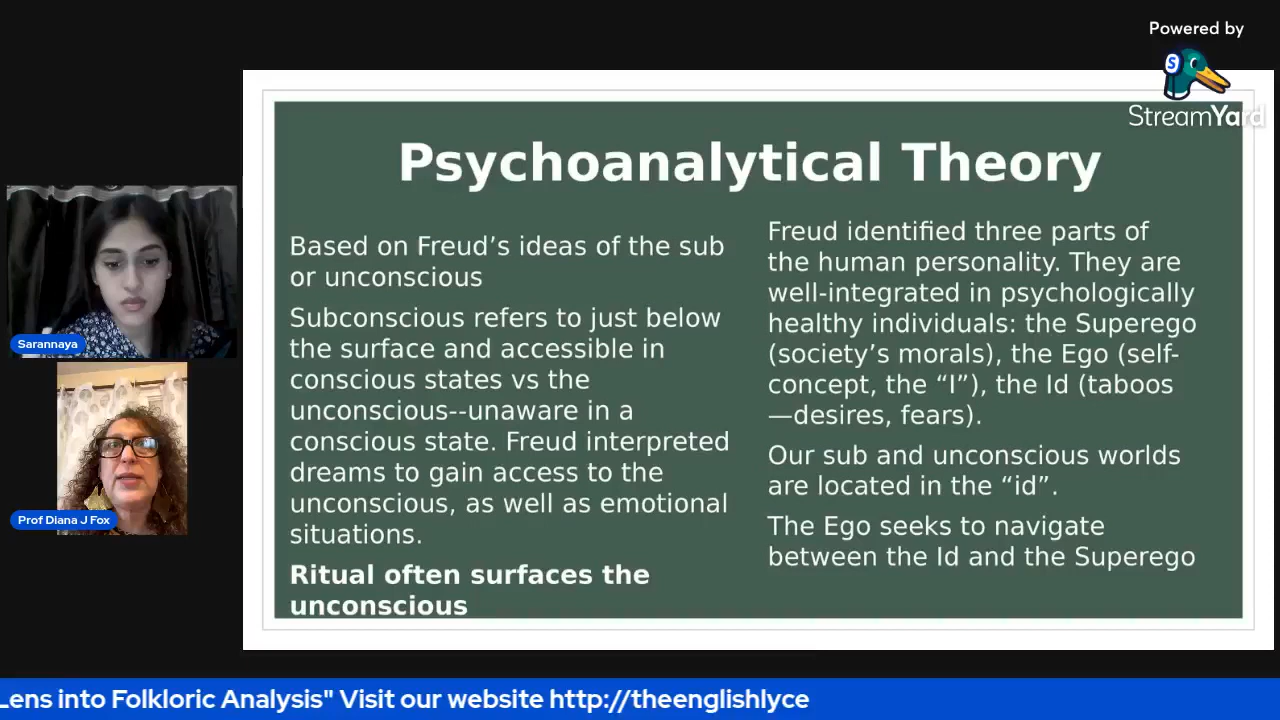 Powered by
StreamYard
Psychoanalytical Theory
Based on Freud’s ideas of the sub
or unconscious
Subconscious refers to just below
the surface and accessible in
conscious states vs the
unconscious--unaware in a
conscious state. Freud interpreted
dreams to gain access to the
unconscious, as well as emotional
situations.
Ritual often surfaces the
unconscious
Freud identified three parts of
the human personality. They are
well-integrated in psychologically
healthy individuals: the Superego
(society’s morals), the Ego (self-
concept, the “I”), the Id (taboos
—desires, fears).
Our sub and unconscious worlds
are located in the “id”.
The Ego seeks to navigate
between the Id and the Superego
Sarannaya
Prof Diana J Fox
Lens into Folkloric Analysis" Visit our website http://theenglishlyce